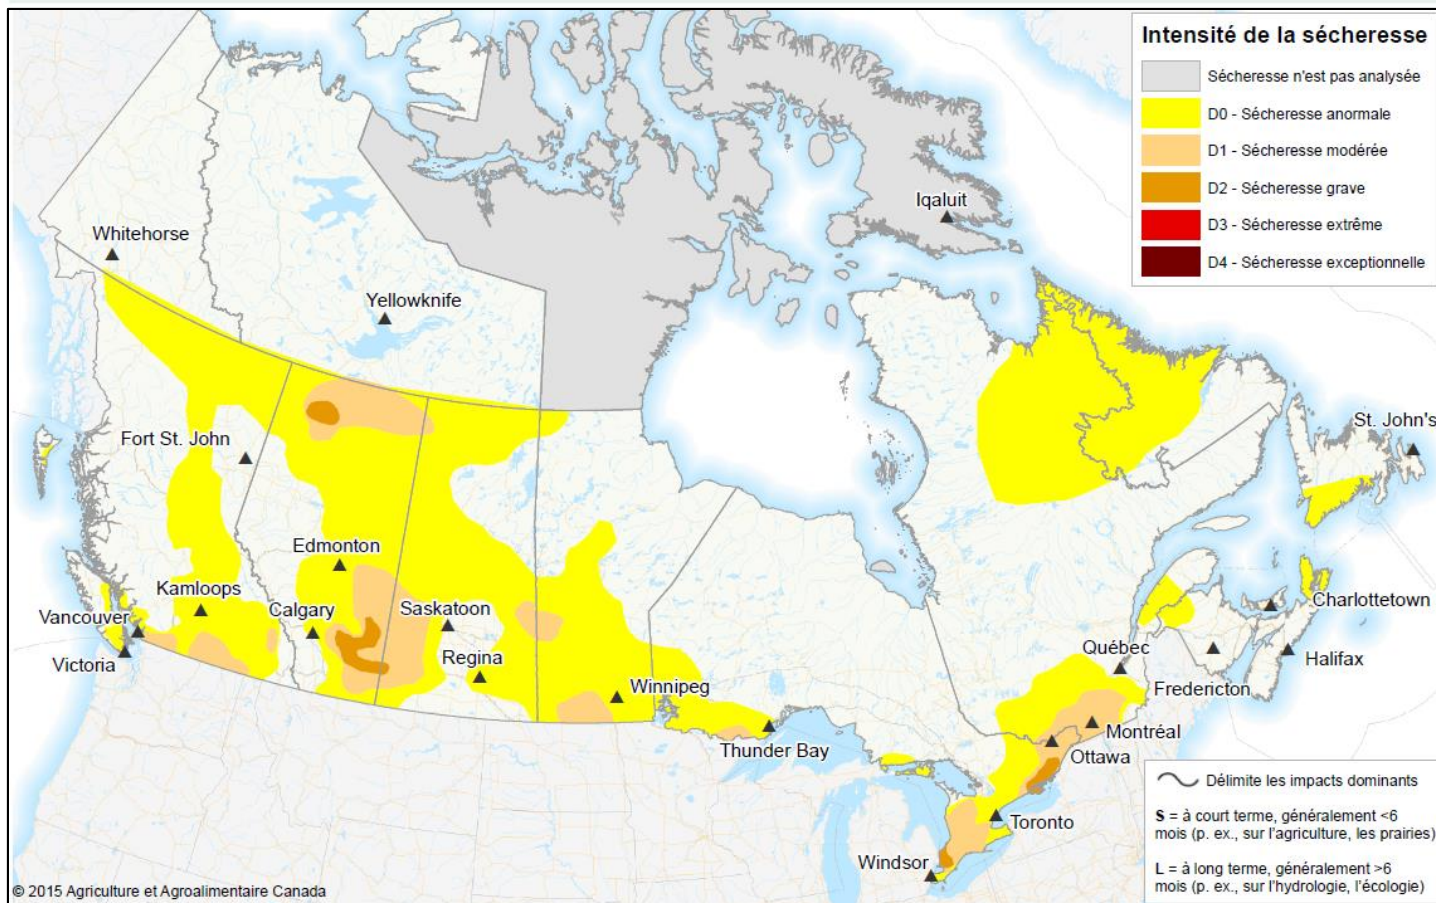 Intensité de la sécheresse
Sécheresse n'est pas analysée
D0 - Sécheresse anormale
D1 - Sécheresse modérée
D2 - Sécheresse grave
D3 - Sécheresse extrême
D4 - Sécheresse exceptionnelle
Iqaluit
Whitehorse
Yellowknife
Fort St. John
St. John's
Edmonton
Kamloops
Calgary
Saskatoon
Vancouver
Charlottetown
Victoria
Regina
Québec
Halifax
Winnipeg
Fredericton
Thunder Bay
Montréal
Ottawa
Toronto
Windsor
Délimite les impacts dominants
S = à court terme, généralement <6
mois (p. ex., sur l'agriculture, les prairies)
L = à long terme, généralement >6
mois (p. ex., sur l'hydrologie, l'écologie)
© 2015 Agriculture et Agroalimentaire Canada